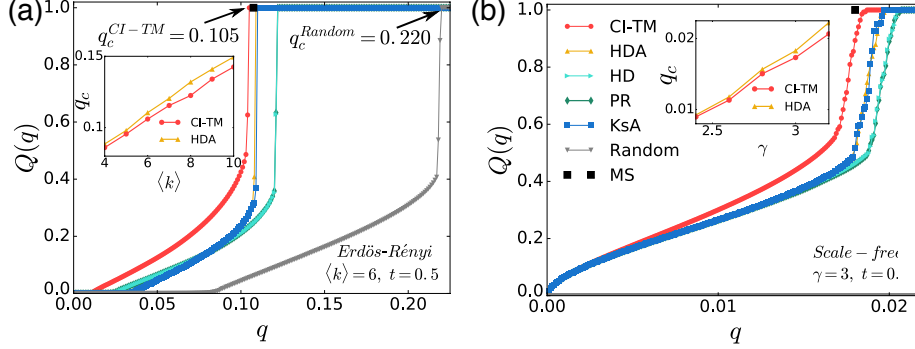 (a)
Q(q)
1.0
0.8
0.6
0.4
0.2
0.0
0.00
0.05
0.10
0.15
0.20
q
q_c^{CI-TM} = 0.105
q_c^{Random} = 0.220
q_c
0.15
0.1
4
6
8
10
⟨k⟩
CI-TM
HDA
Erdös-Rényi
⟨k⟩ = 6, t = 0.5
(b)
Q(q)
1.0
0.8
0.6
0.4
0.2
0.0
0.00
0.01
0.02
q
CI-TM
HDA
HD
PR
KsA
Random
MS
q_c
0.02
0.01
3
γ
CI-TM
HDA
γ = 3, t = 0.